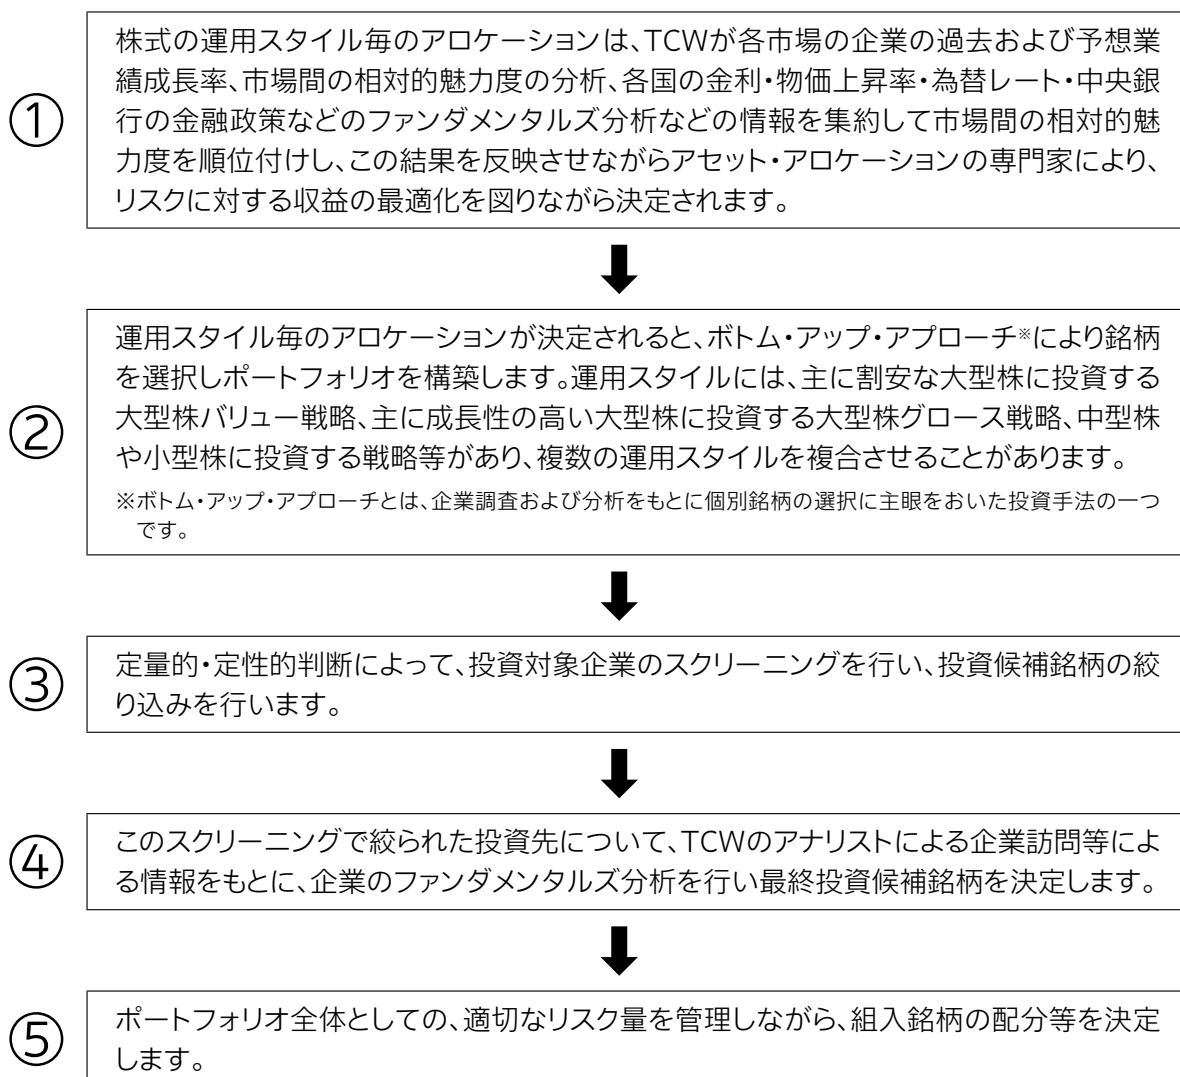 ①
株式の運用スタイル毎のアロケーションは、TCWが各市場の企業の過去および予想業
績成長率、市場間の相対的魅力度の分析、各国の金利・物価上昇率・為替レート・中央銀
行の金融政策などのファンダメンタルズ分析などの情報を集約して市場間の相対的魅
力度を順位付けし、この結果を反映させながらアセット・アロケーションの専門家により、
リスクに対する収益の最適化を図りながら決定されます。
②
運用スタイル毎のアロケーションが決定されると、ボトム・アップ・アプローチ※により銘柄
を選択しポートフォリオを構築します。運用スタイルには、主に割安な大型株に投資する
大型株バリュー戦略、主に成長性の高い大型株に投資する大型株グロース戦略、中型株
や小型株に投資する戦略等があり、複数の運用スタイルを複合させることがあります。
※ボトム・アップ・アプローチとは、企業調査および分析をもとに個別銘柄の選択に主眼をおいた投資手法の一つ
です。
③
定量的・定性的判断によって、投資対象企業のスクリーニングを行い、投資候補銘柄の絞
り込みを行います。
④
このスクリーニングで絞られた投資先について、TCWのアナリストによる企業訪問等によ
る情報をもとに、企業のファンダメンタルズ分析を行い最終投資候補銘柄を決定します。
⑤
ポートフォリオ全体としての、適切なリスク量を管理しながら、組入銘柄の配分等を決定
します。